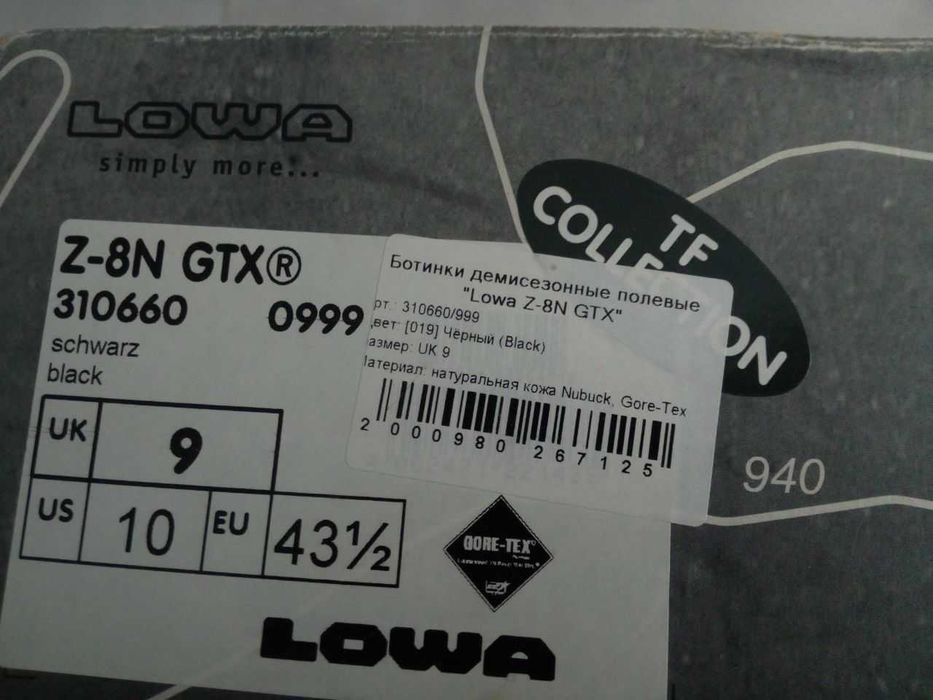 LOWA
simply more...
TF
COLLECTION
Z-8N GTX®
310660 0999
schwarz
black
UK 9
US 10 EU 43½
Ботинки демисезонные полевые
"Lowa Z-8N GTX"
рт.: 310660/999
вет: [019] Чёрный (Black)
азмер: UK 9
атериал: натуральная кожа Nubuck, Gore-Tex
2 000980 267125
940
GORE-TEX
LOWA